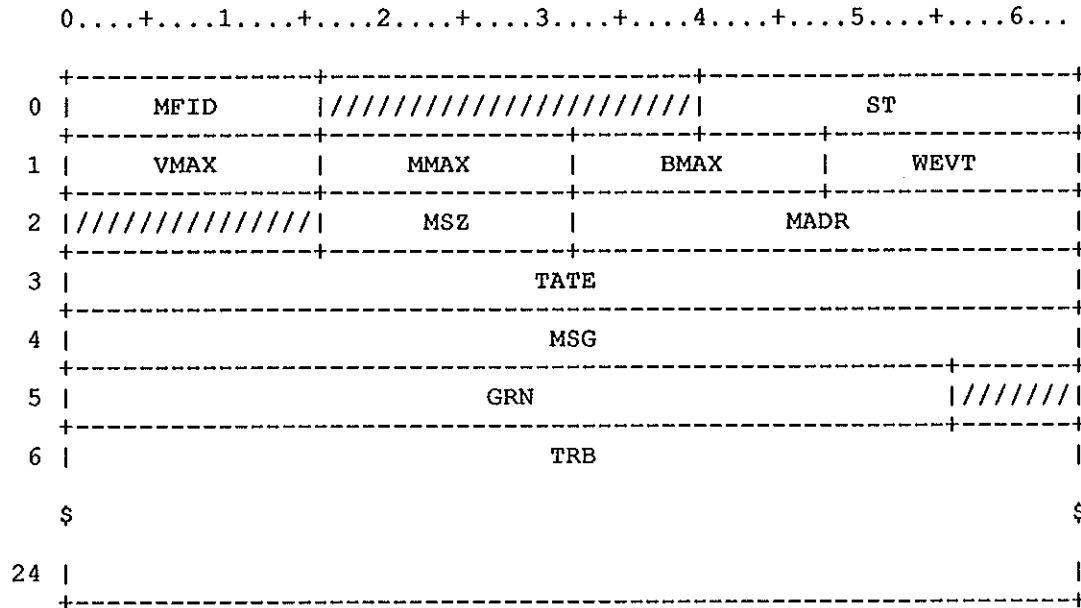 0....+....1....+....2....+....3....+....4....+....5....+....6...
+---------------+-----------------------+-----------------------+
0 | MFID |///////////////////////| ST |
+---------------+---------------+-------+-------+---------------+
1 | VMAX | MMAX | BMAX | WEVT |
+---------------+---------------+---------------+---------------+
2 |///////////////| MSZ | MADR |
+---------------+---------------+-------------------------------+
3 | TATE |
+---------------------------------------------------------------+
4 | MSG |
+-------------------------------------------------------+-------+
5 | GRN |///////|
+-------------------------------------------------------+-------+
6 | TRB |
$ $
24 | |
+---------------------------------------------------------------+